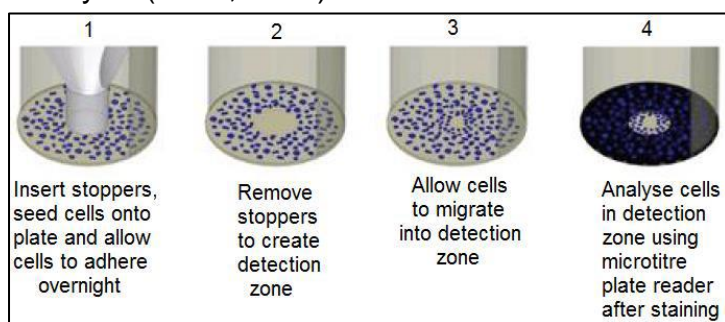 1
2
3
4
Insert stoppers,
seed cells onto
plate and allow
cells to adhere
overnight
Remove
stoppers
to create
detection
zone
Allow cells
to migrate
into detection
zone
Analyse cells
in detection
zone using
microtitre
plate reader
after staining